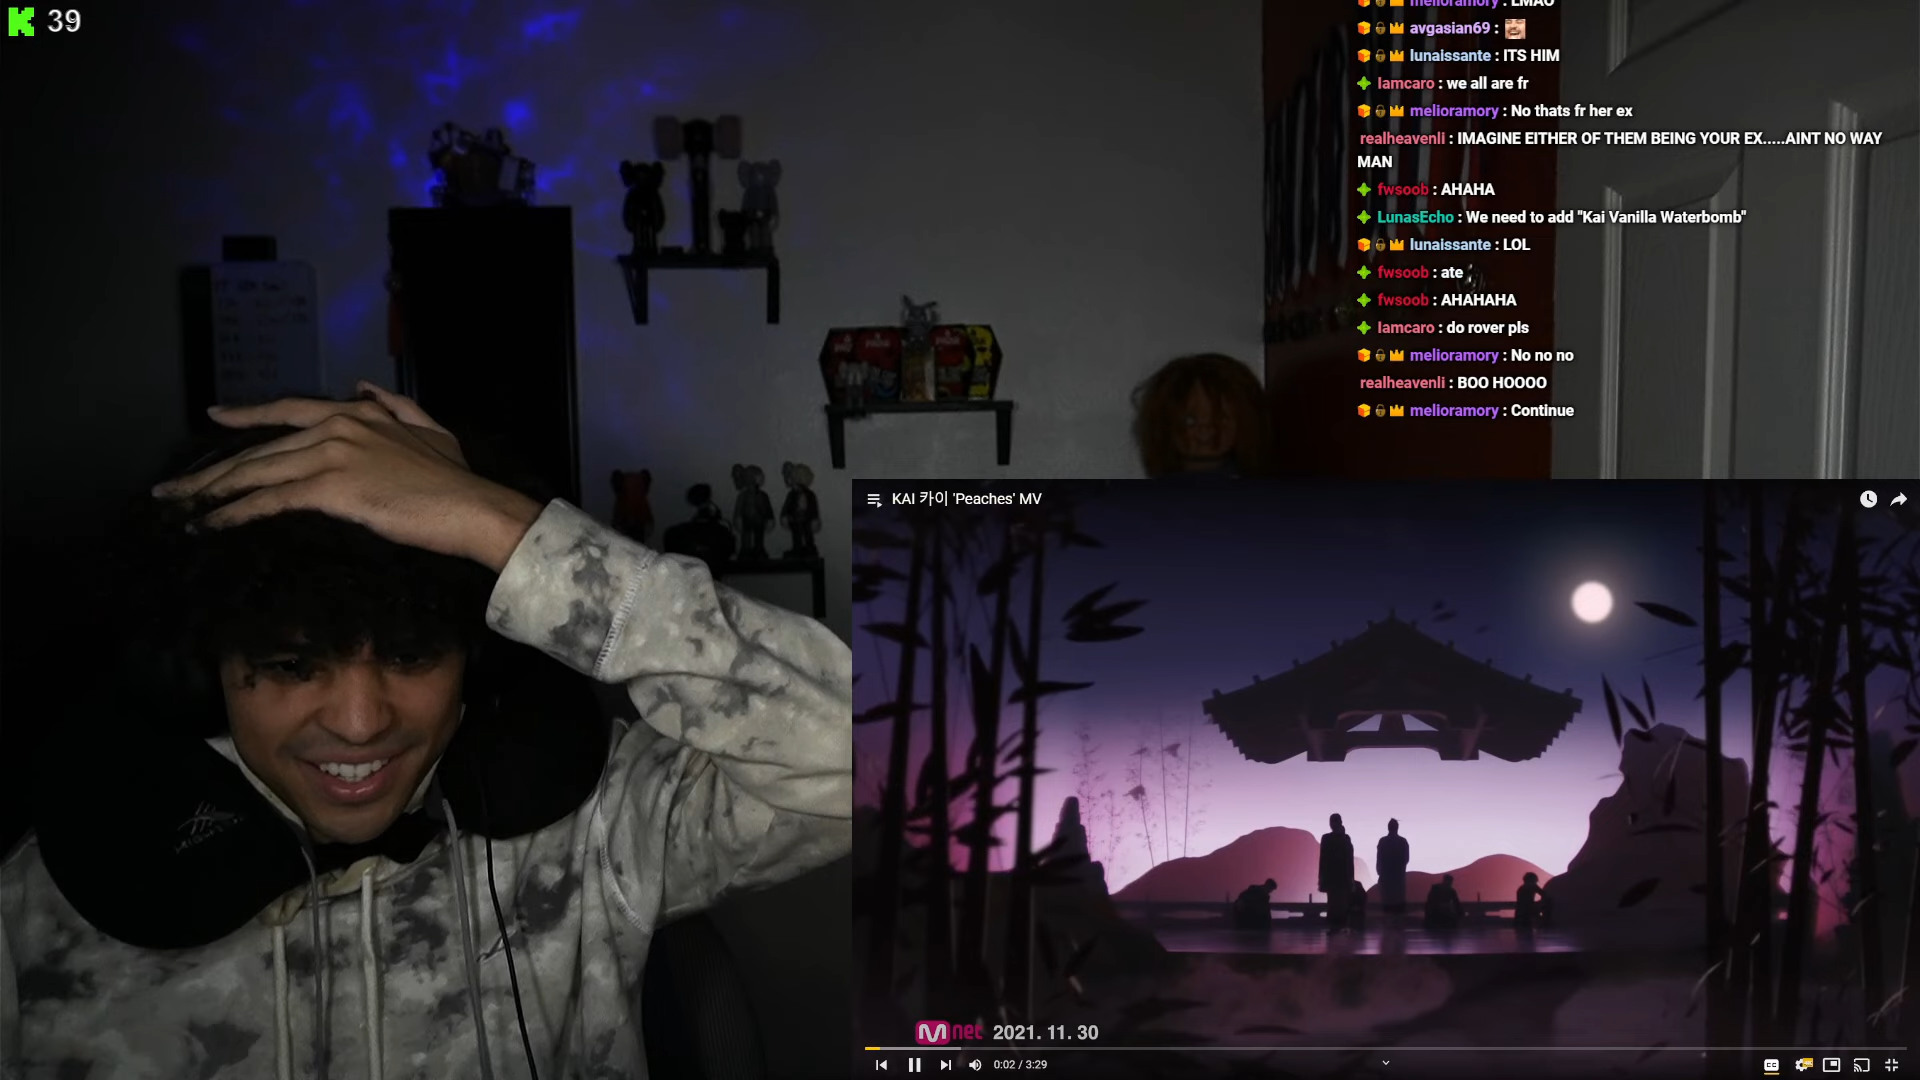 K 39
melioramory : LMAO
avgasian69 :
lunaissante : ITS HIM
lamcaro : we all are fr
melioramory : No thats fr her ex
realheavenli : IMAGINE EITHER OF THEM BEING YOUR EX.....AINT NO WAY
MAN
fwsoob : AHAHA
LunasEcho : We need to add "Kai Vanilla Waterbomb"
lunaissante : LOL
fwsoob : ate
fwsoob : AHAHAHA
lamcaro : do rover pls
melioramory : No no no
realheavenli : BOO HOOOO
melioramory : Continue
KAI 카이 'Peaches' MV
Mnet 2021. 11. 30
0:02 / 3:29